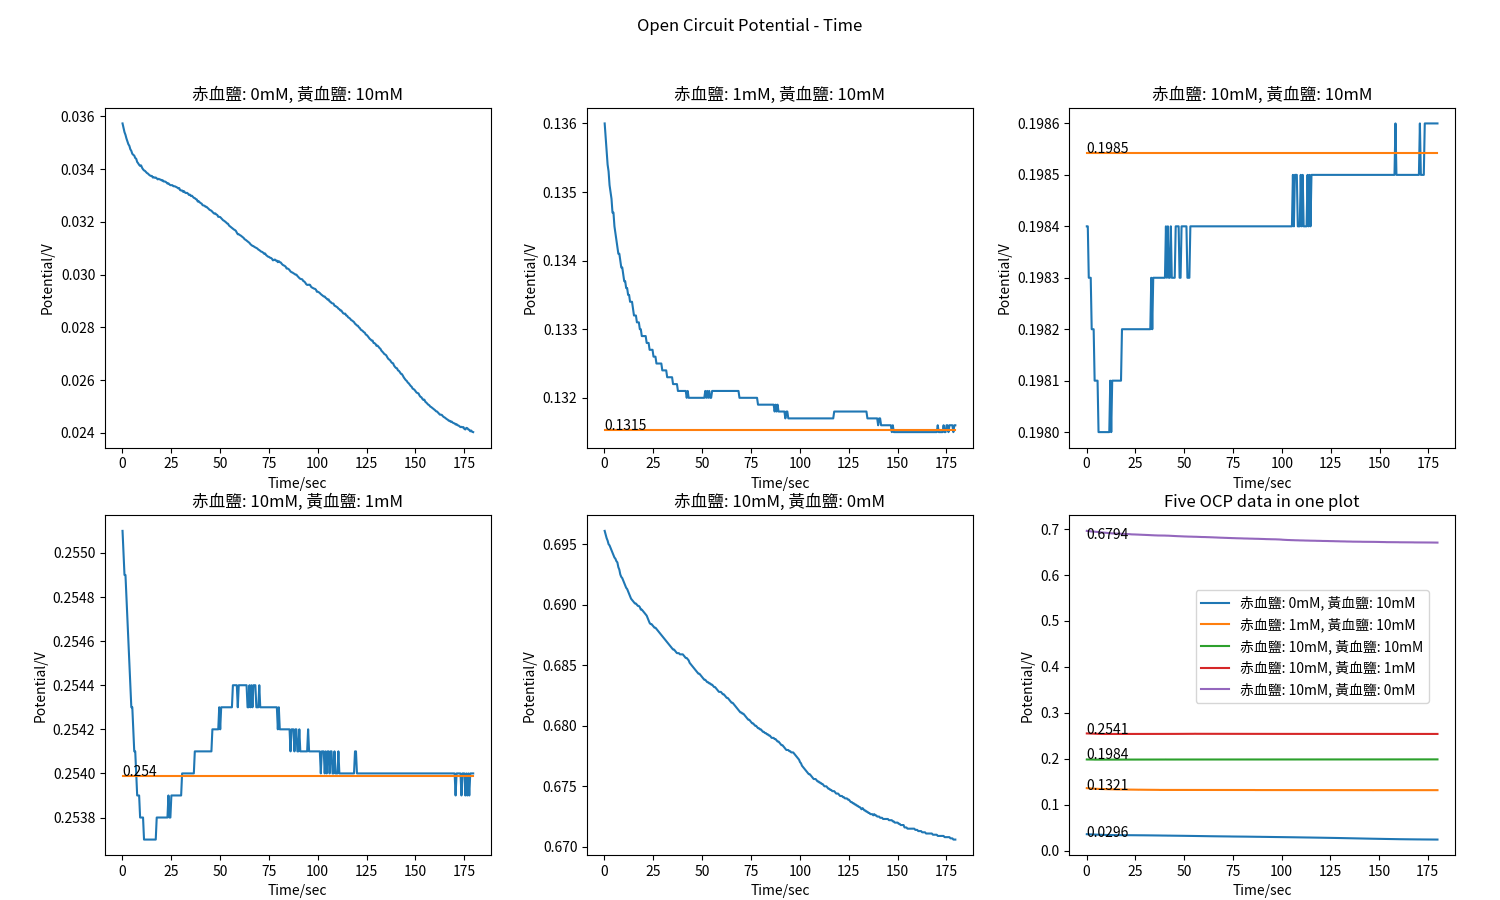 Open Circuit Potential - Time
赤血鹽: 0mM, 黃血鹽: 10mM
0.036
0.034
0.032
0.030
0.028
0.026
0.024
Potential/V
0 25 50 75 100 125 150 175
Time/sec
赤血鹽: 1mM, 黃血鹽: 10mM
0.136
0.135
0.134
0.133
0.132
0.1315
Potential/V
0 25 50 75 100 125 150 175
Time/sec
赤血鹽: 10mM, 黃血鹽: 10mM
0.1986
0.1985
0.1985
0.1984
0.1983
0.1982
0.1981
0.1980
Potential/V
0 25 50 75 100 125 150 175
Time/sec
赤血鹽: 10mM, 黃血鹽: 1mM
0.2550
0.2548
0.2546
0.2544
0.2542
0.2540
0.254
0.2538
Potential/V
0 25 50 75 100 125 150 175
Time/sec
赤血鹽: 10mM, 黃血鹽: 0mM
0.695
0.690
0.685
0.680
0.675
0.670
Potential/V
0 25 50 75 100 125 150 175
Time/sec
Five OCP data in one plot
0.7
0.6794
0.6
0.5
0.4
0.3
0.2541
0.2
0.1984
0.1321
0.1
0.0296
0.0
Potential/V
赤血鹽: 0mM, 黃血鹽: 10mM
赤血鹽: 1mM, 黃血鹽: 10mM
赤血鹽: 10mM, 黃血鹽: 10mM
赤血鹽: 10mM, 黃血鹽: 1mM
赤血鹽: 10mM, 黃血鹽: 0mM
0 25 50 75 100 125 150 175
Time/sec